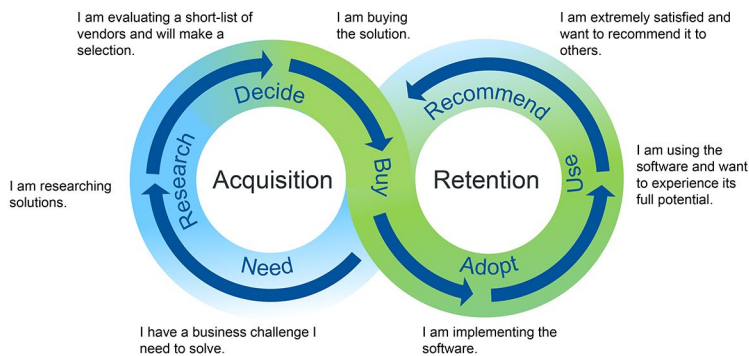 I am evaluating a short-list of
vendors and will make a
selection.
I am buying
the solution.
I am extremely satisfied and
want to recommend it to
others.
Decide
Recommend
Research
Acquisition
Buy
Retention
Use
I am using the
software and want
to experience its
full potential.
I am researching
solutions.
Need
Adopt
I have a business challenge I
need to solve.
I am implementing the
software.